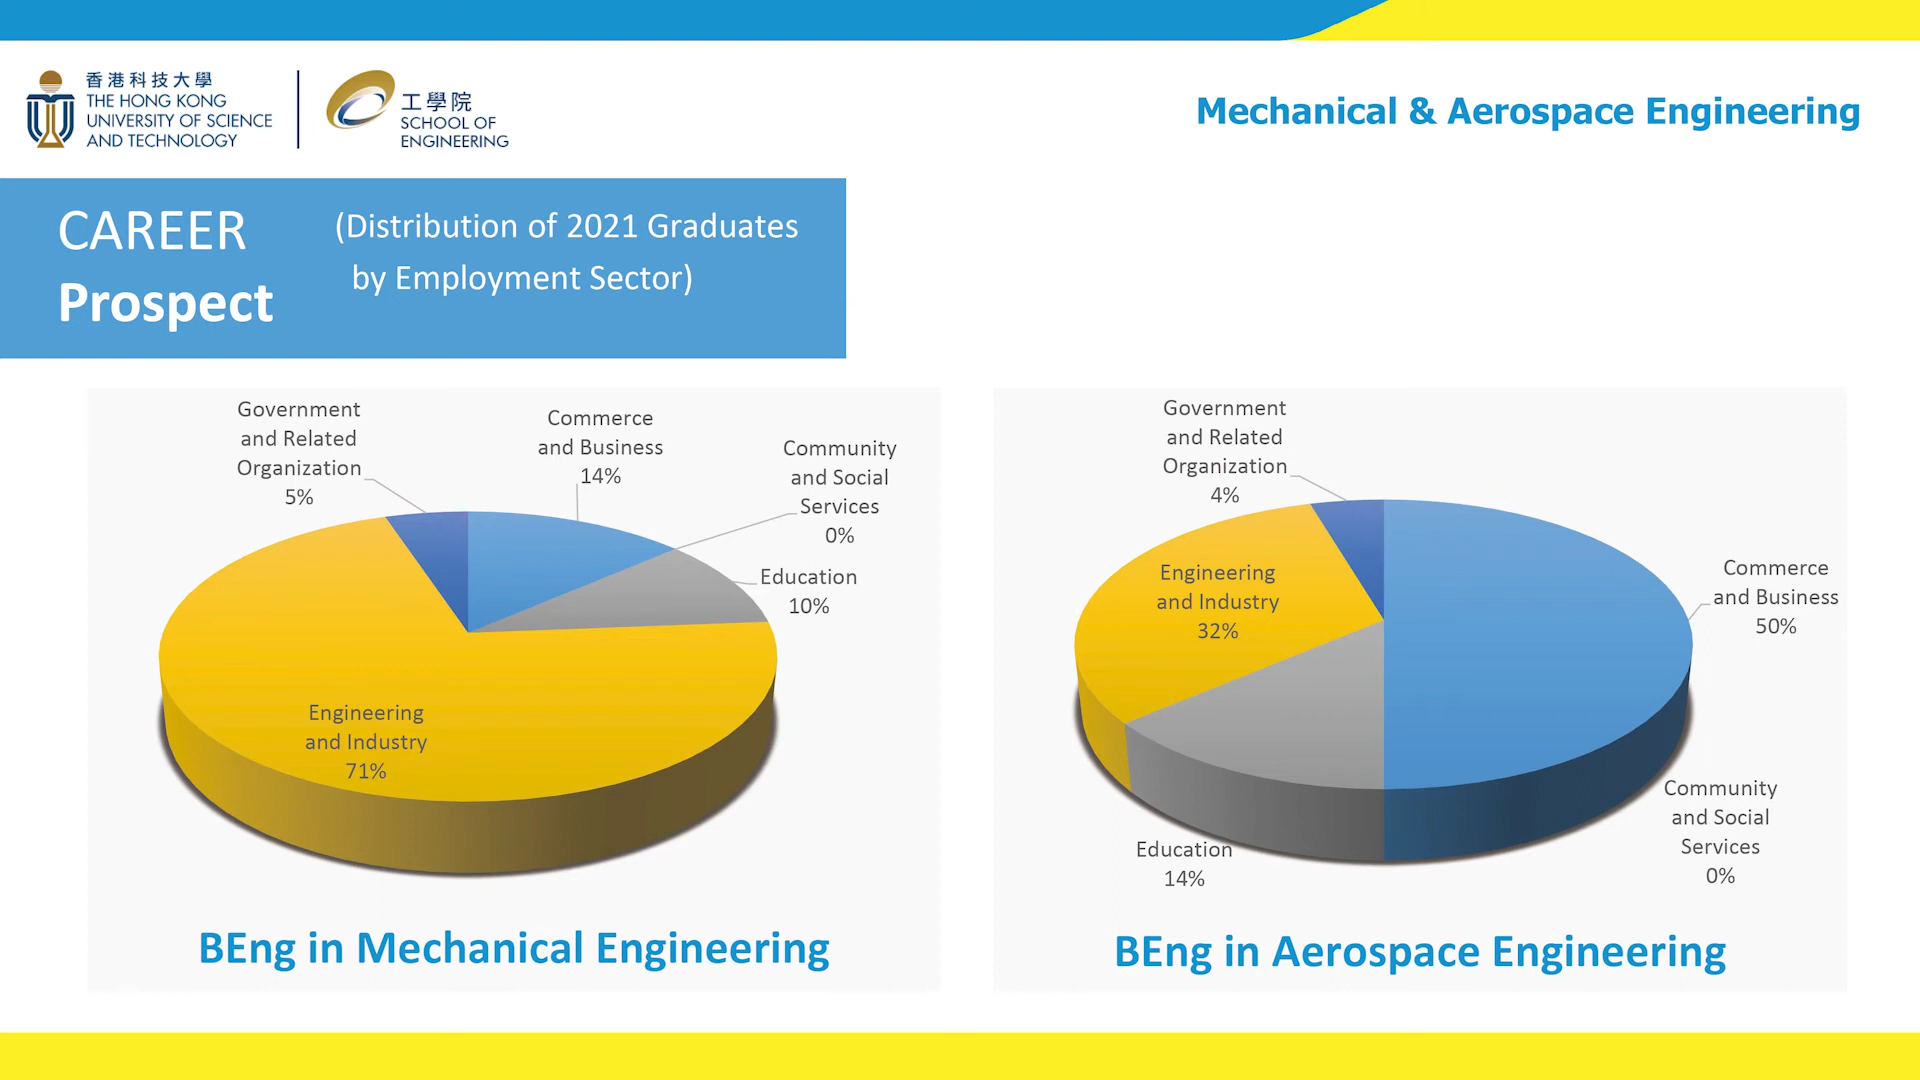 香港科技大學
THE HONG KONG
UNIVERSITY OF SCIENCE
AND TECHNOLOGY
工學院
SCHOOL OF
ENGINEERING
Mechanical & Aerospace Engineering
CAREER
Prospect
(Distribution of 2021 Graduates
by Employment Sector)
Government
and Related
Organization
5%
Commerce
and Business
14%
Community
and Social
Services
0%
Education
10%
Engineering
and Industry
71%
BEng in Mechanical Engineering
Government
and Related
Organization
4%
Engineering
and Industry
32%
Commerce
and Business
50%
Community
and Social
Services
0%
Education
14%
BEng in Aerospace Engineering